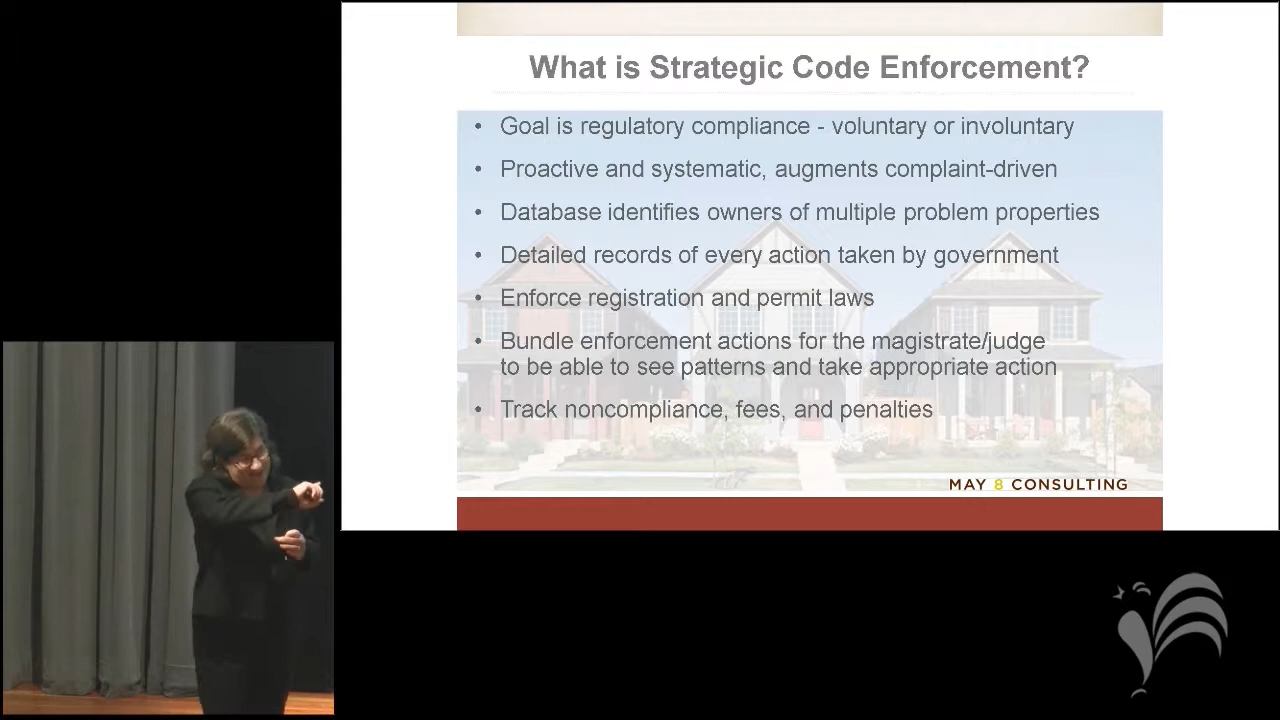 What is Strategic Code Enforcement?
• Goal is regulatory compliance - voluntary or involuntary
• Proactive and systematic, augments complaint-driven
• Database identifies owners of multiple problem properties
• Detailed records of every action taken by government
• Enforce registration and permit laws
• Bundle enforcement actions for the magistrate/judge
to be able to see patterns and take appropriate action
• Track noncompliance, fees, and penalties
MAY 8 CONSULTING